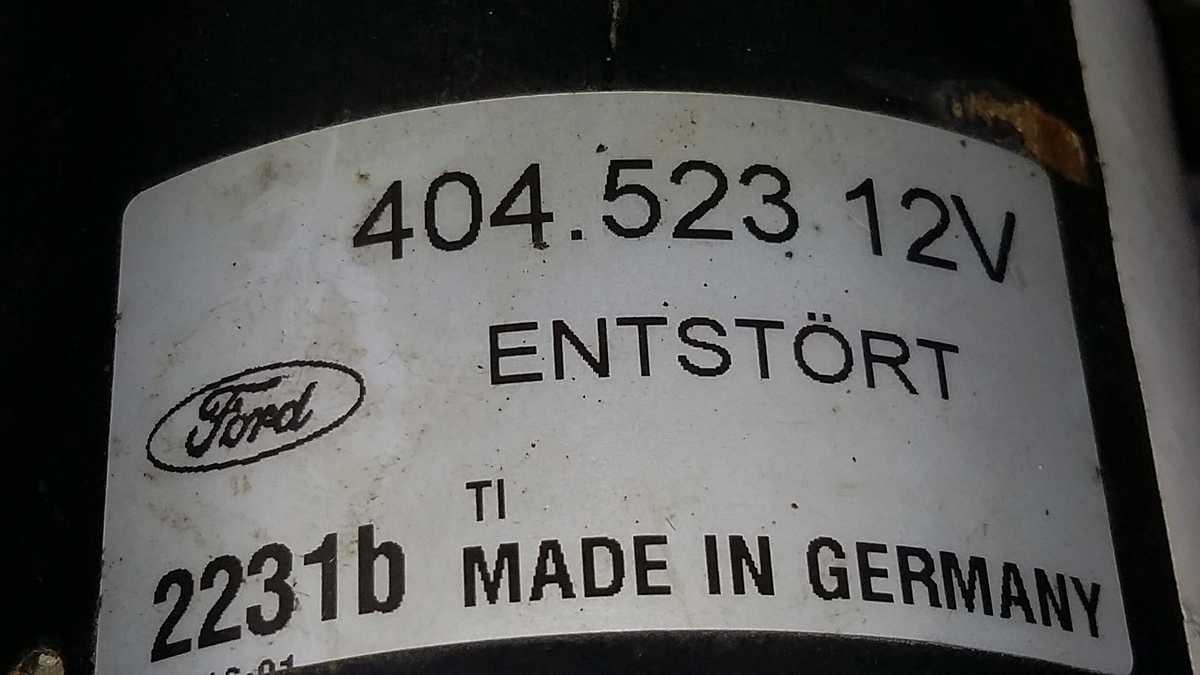 404.523 12V
ENTSTÖRT
Ford
TI
2231b MADE IN GERMANY